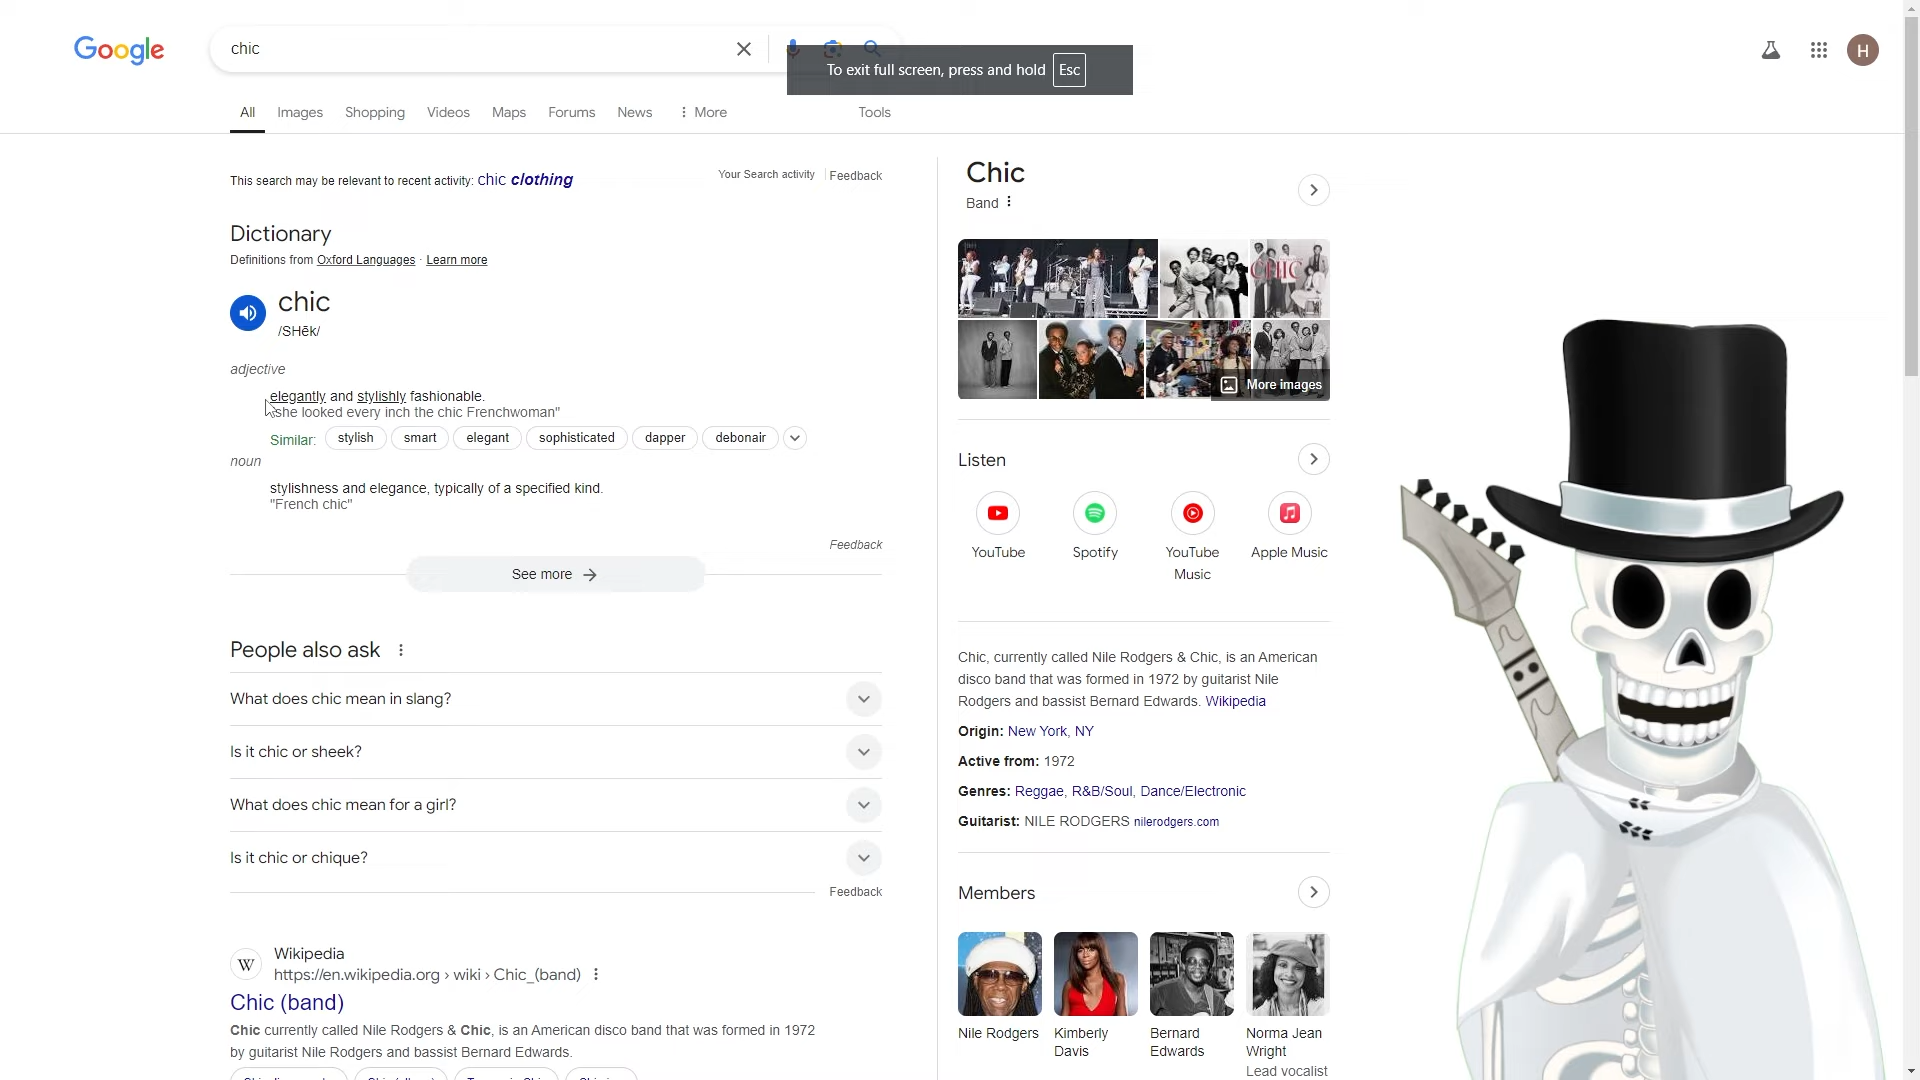 Google
chic
To exit full screen, press and hold Esc
H
All Images Shopping Videos Maps Forums News More Tools
This search may be relevant to recent activity: chic clothing
Your Search activity Feedback
Dictionary
Definitions from Oxford Languages · Learn more
chic
/SHēk/
adjective
elegantly and stylishly fashionable.
"she looked every inch the chic Frenchwoman"
Similar: stylish smart elegant sophisticated dapper debonair
noun
stylishness and elegance, typically of a specified kind.
"French chic"
Feedback
See more
People also ask
What does chic mean in slang?
Is it chic or sheek?
What does chic mean for a girl?
Is it chic or chique?
Feedback
W
Wikipedia
https://en.wikipedia.org › wiki › Chic_(band)
Chic (band)
Chic currently called Nile Rodgers & Chic, is an American disco band that was formed in 1972
by guitarist Nile Rodgers and bassist Bernard Edwards.
Chic
Band
CHIC
More images
Listen
YouTube
Spotify
YouTube
Music
Apple Music
Chic, currently called Nile Rodgers & Chic, is an American
disco band that was formed in 1972 by guitarist Nile
Rodgers and bassist Bernard Edwards. Wikipedia
Origin: New York, NY
Active from: 1972
Genres: Reggae, R&B/Soul, Dance/Electronic
Guitarist: NILE RODGERS nilerodgers.com
Members
Nile Rodgers
Kimberly
Davis
Bernard
Edwards
Norma Jean
Wright
Lead vocalist